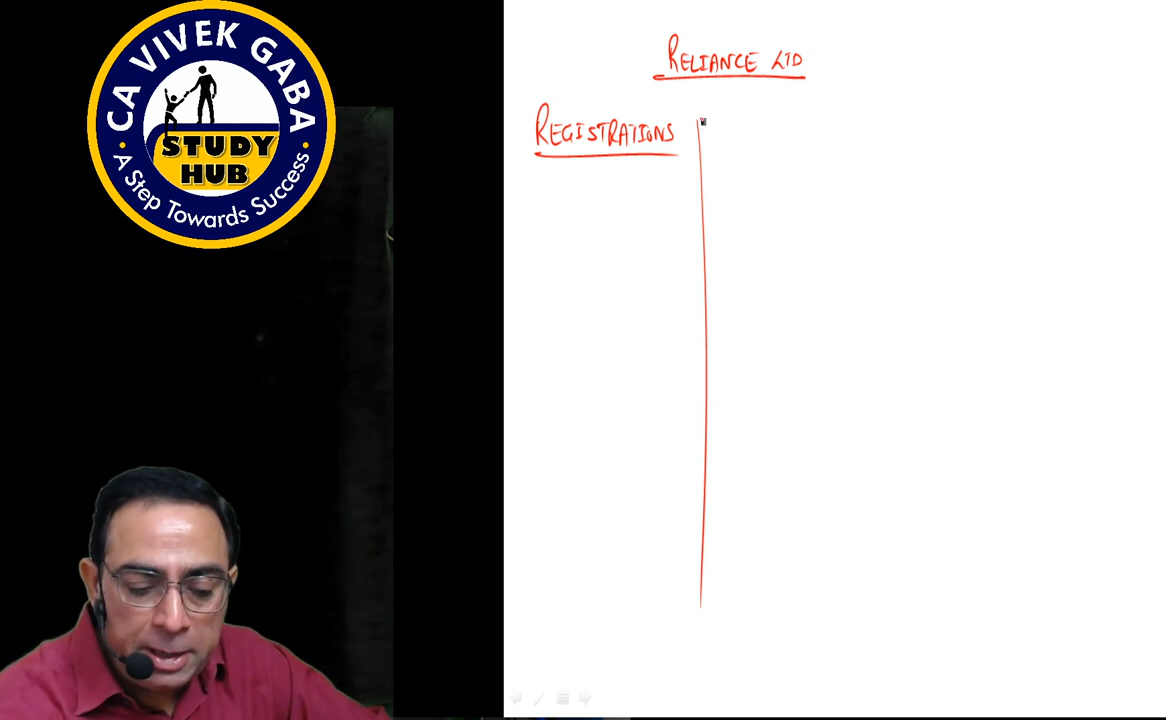 CA VIVEK GABA
STUDY
HUB
A Step Towards Success
RELIANCE LTD
REGISTRATIONS